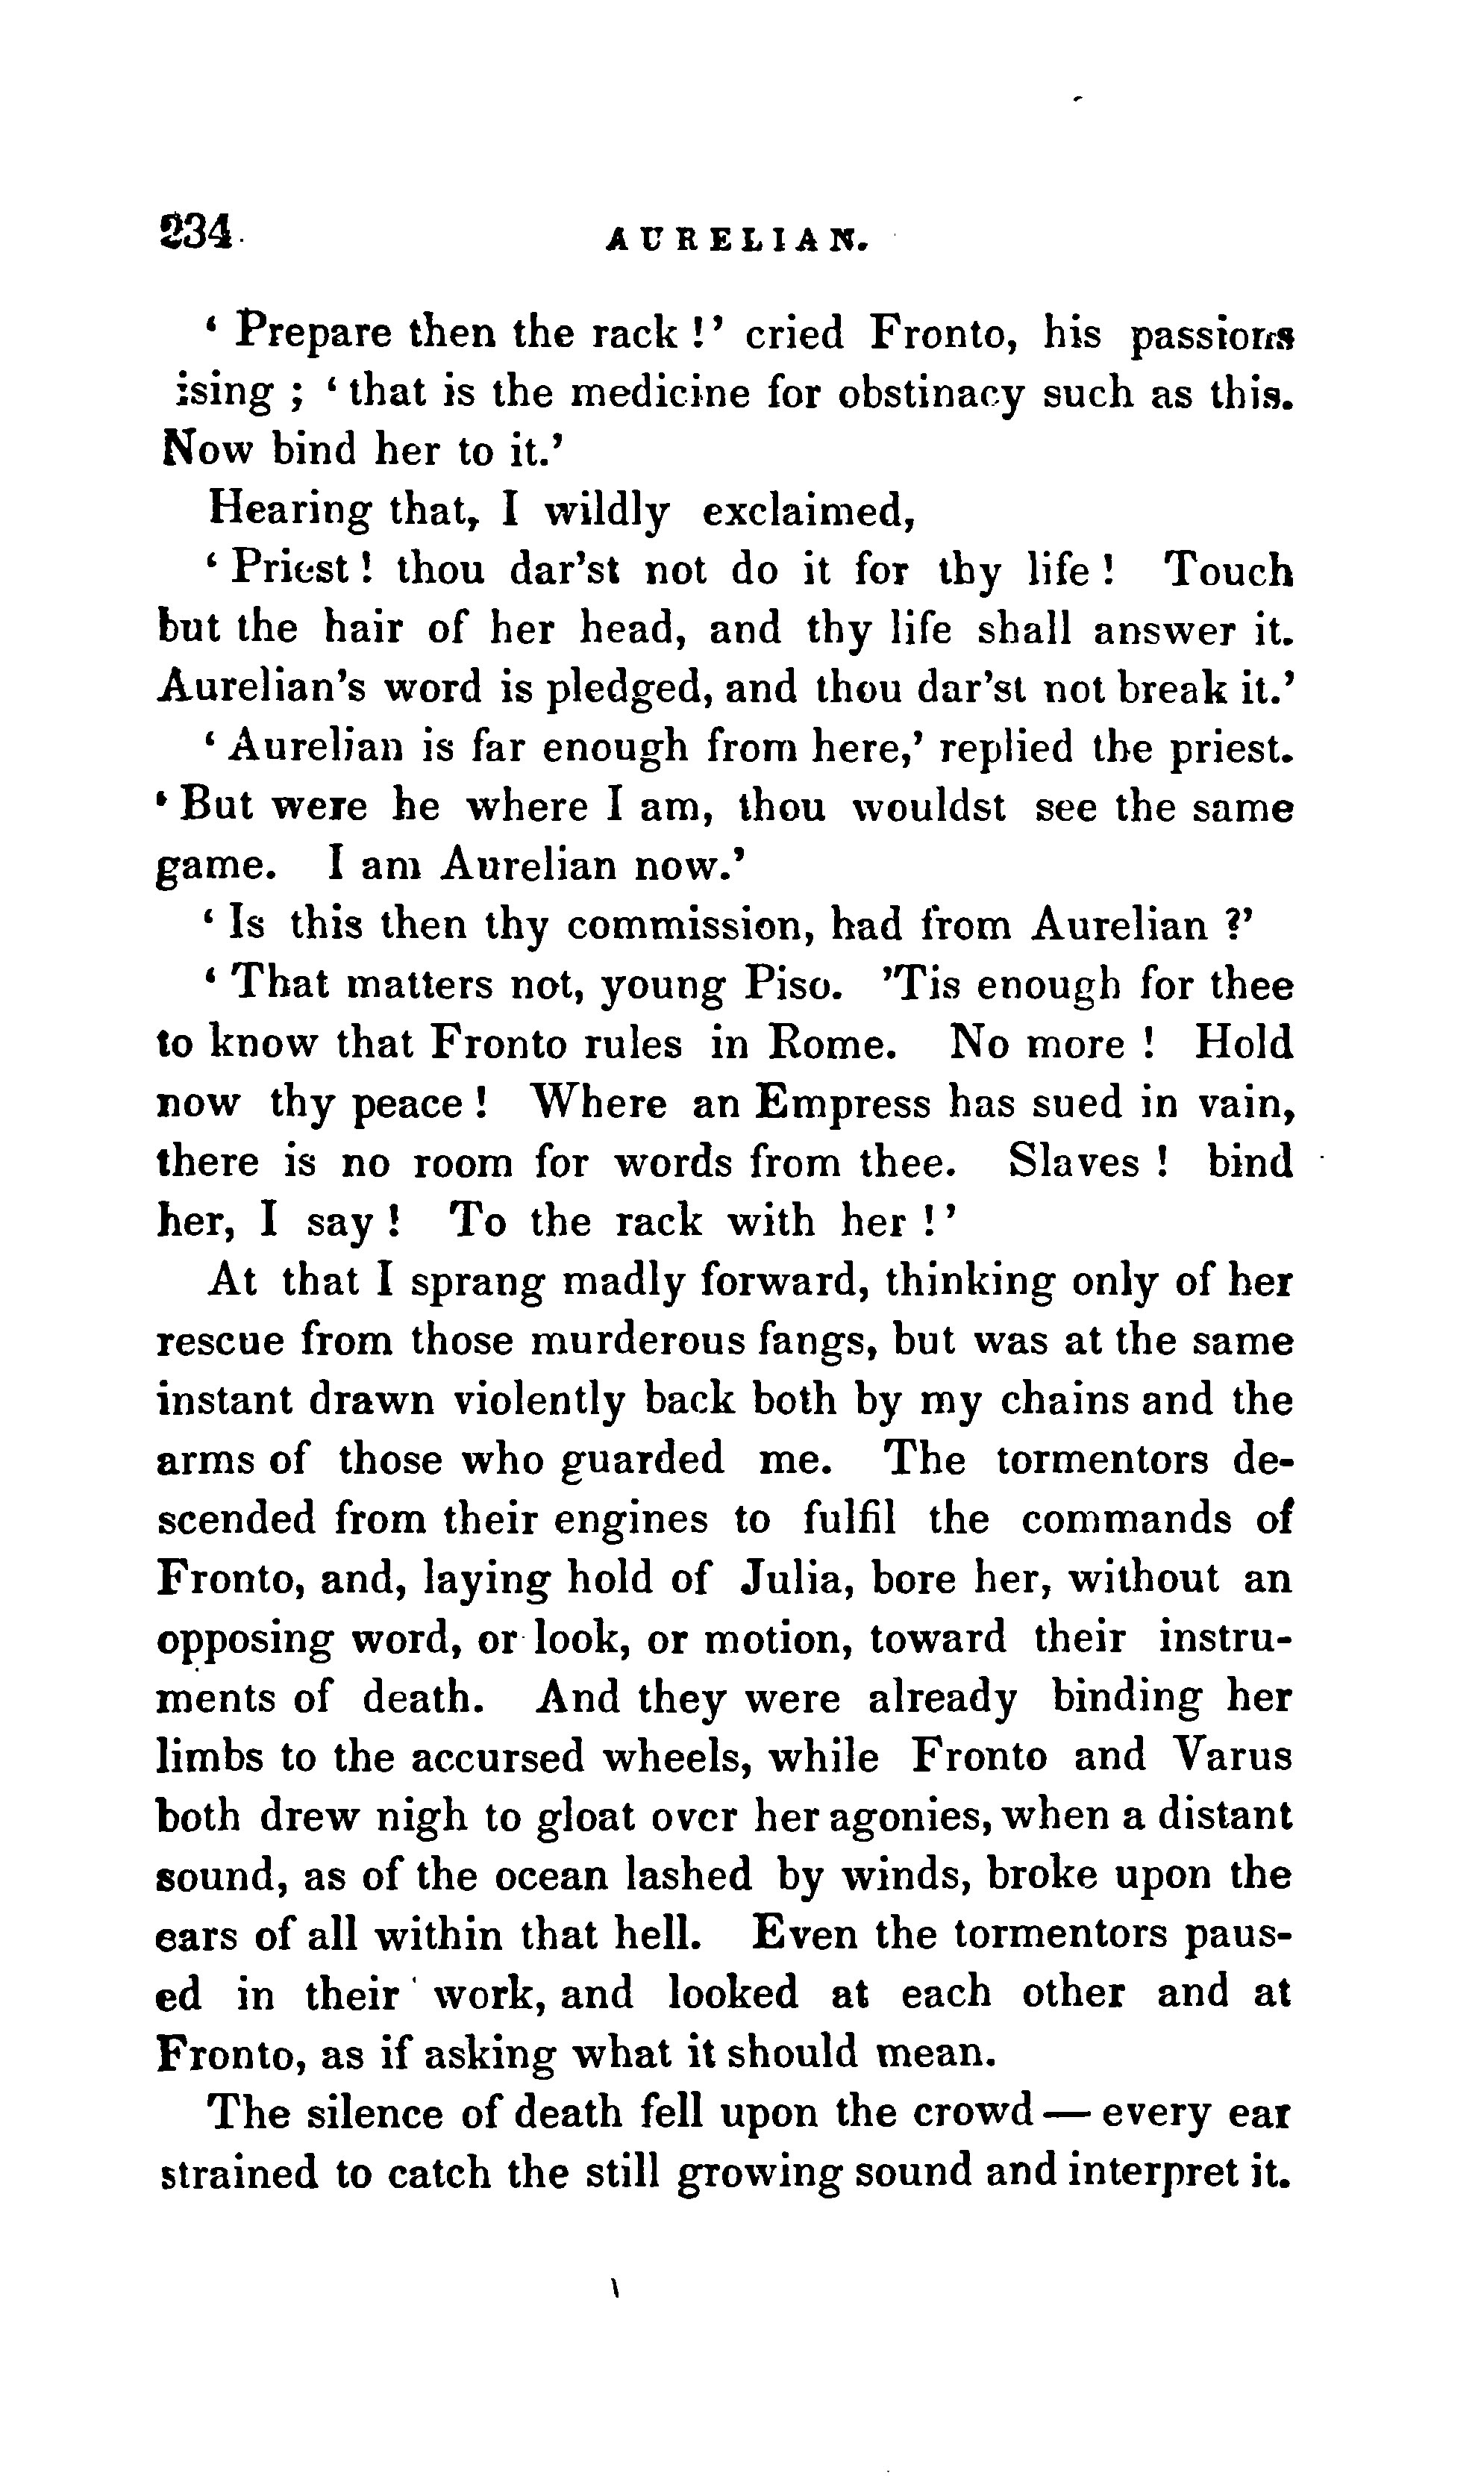 234 AURELIAN.
‘ Prepare then the rack !’ cried Fronto, his passions
ising ; ‘ that is the medicine for obstinacy such as this.
Now bind her to it.’
Hearing that, I wildly exclaimed,
‘ Priest ! thou dar’st not do it for thy life ! Touch
but the hair of her head, and thy life shall answer it.
Aurelian’s word is pledged, and thou dar’st not break it.’
‘ Aurelian is far enough from here,’ replied the priest.
‘ But were he where I am, thou wouldst see the same
game. I am Aurelian now.’
‘ Is this then thy commission, had from Aurelian ?’
‘ That matters not, young Piso. ’Tis enough for thee
to know that Fronto rules in Rome. No more ! Hold
now thy peace ! Where an Empress has sued in vain,
there is no room for words from thee. Slaves ! bind
her, I say ! To the rack with her !’
At that I sprang madly forward, thinking only of her
rescue from those murderous fangs, but was at the same
instant drawn violently back both by my chains and the
arms of those who guarded me. The tormentors de-
scended from their engines to fulfil the commands of
Fronto, and, laying hold of Julia, bore her, without an
opposing word, or look, or motion, toward their instru-
ments of death. And they were already binding her
limbs to the accursed wheels, while Fronto and Varus
both drew nigh to gloat over her agonies, when a distant
sound, as of the ocean lashed by winds, broke upon the
ears of all within that hell. Even the tormentors paus-
ed in their work, and looked at each other and at
Fronto, as if asking what it should mean.
The silence of death fell upon the crowd — every ear
strained to catch the still growing sound and interpret it.